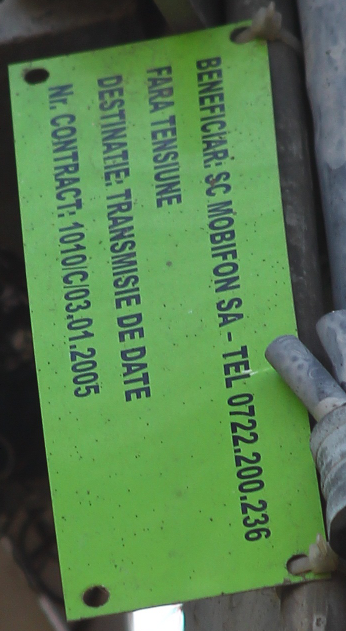 BENEFICIAR: SC MOBIFON SA - TEL 0722.200.236
FARA TENSIUNE
DESTINATIE: TRANSMISIE DE DATE
Nr. CONTRACT: 1010/C/03.01.2005